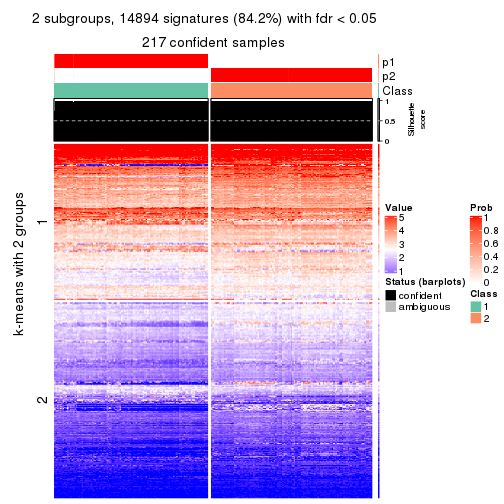 2 subgroups, 14894 signatures (84.2%) with fdr < 0.05
217 confident samples
p1
p2
Class
1
0.5
0
Silhouette
score
k-means with 2 groups
1
2
Value
5
4
3
2
1
Status (barplots)
confident
ambiguous
Prob
1
0.8
0.6
0.4
0.2
0
Class
1
2